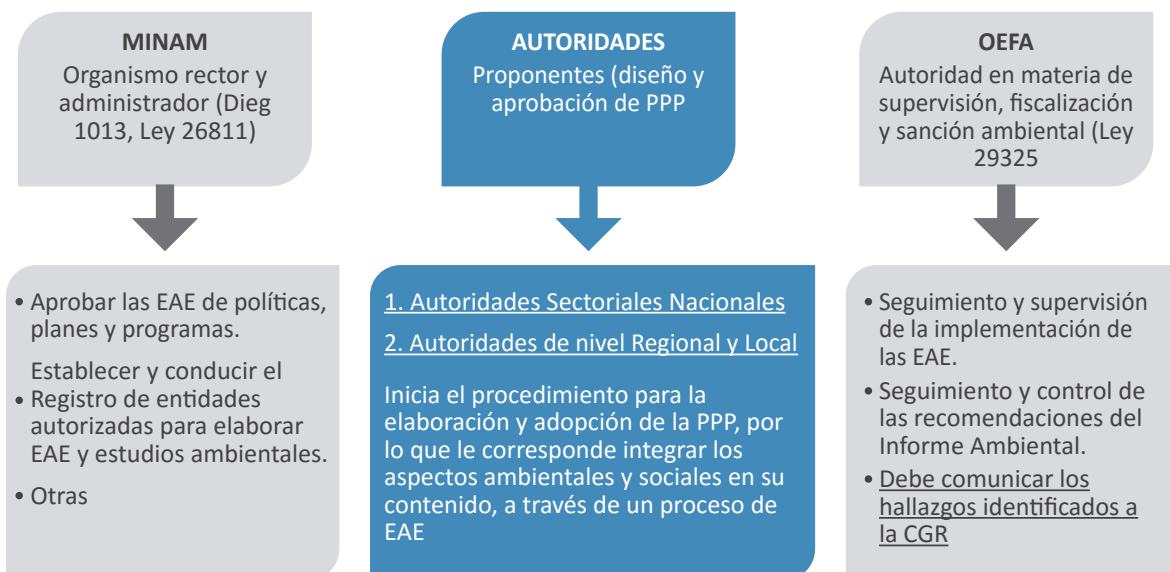 MINAM
Organismo rector y
administrador (Dieg
1013, Ley 26811)
AUTORIDADES
Proponentes (diseño y
aprobación de PPP
OEFA
Autoridad en materia de
supervisión, fiscalización
y sanción ambiental (Ley
29325
• Aprobar las EAE de políticas,
planes y programas.
Establecer y conducir el
• Registro de entidades
autorizadas para elaborar
EAE y estudios ambientales.
• Otras
1. Autoridades Sectoriales Nacionales
2. Autoridades de nivel Regional y Local
Inicia el procedimiento para la
elaboración y adopción de la PPP, por
lo que le corresponde integrar los
aspectos ambientales y sociales en su
contenido, a través de un proceso de
EAE
• Seguimiento y supervisión
de la implementación de
las EAE.
• Seguimiento y control de
las recomendaciones del
Informe Ambiental.
• Debe comunicar los
hallazgos identificados a
la CGR